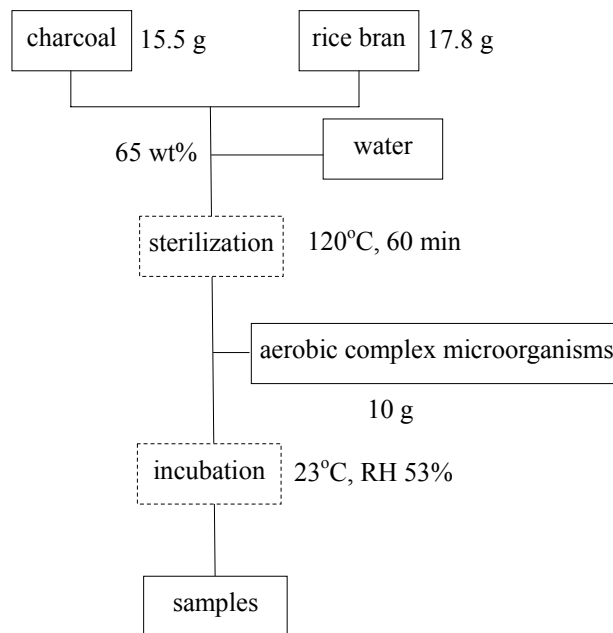 charcoal 15.5 g rice bran 17.8 g
65 wt% water
sterilization 120°C, 60 min
aerobic complex microorganisms
10 g
incubation 23°C, RH 53%
samples